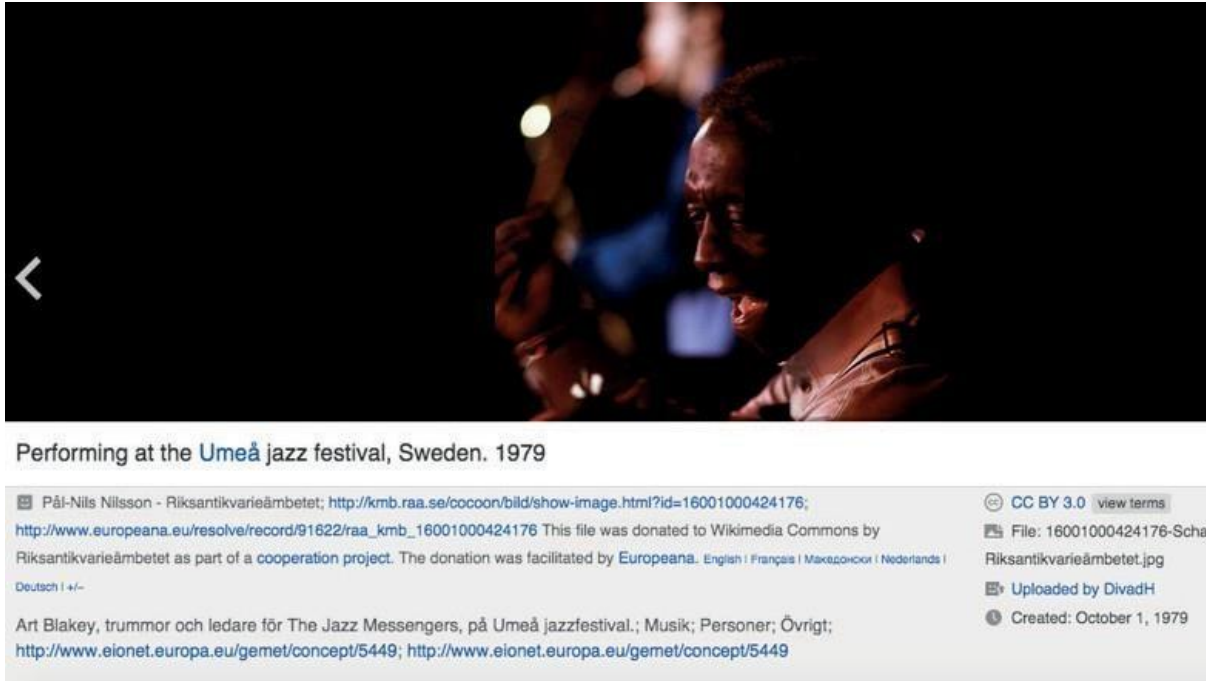 Performing at the Umeå jazz festival, Sweden. 1979
Pål-Nils Nilsson - Riksantikvarieämbetet; http://kmb.raa.se/cocoon/bild/show-image.html?id=16001000424176;
http://www.europeana.eu/resolve/record/91622/raa_kmb_16001000424176 This file was donated to Wikimedia Commons by
Riksantikvarieämbetet as part of a cooperation project. The donation was facilitated by Europeana. English | Français | Македонски | Nederlands |
Deutsch | +/–
Art Blakey, trummor och ledare för The Jazz Messengers, på Umeå jazzfestival.; Musik; Personer; Övrigt;
http://www.eionet.europa.eu/gemet/concept/5449; http://www.eionet.europa.eu/gemet/concept/5449
CC BY 3.0 view terms
File: 16001000424176-Scha
Riksantikvarieämbetet.jpg
Uploaded by DivadH
Created: October 1, 1979